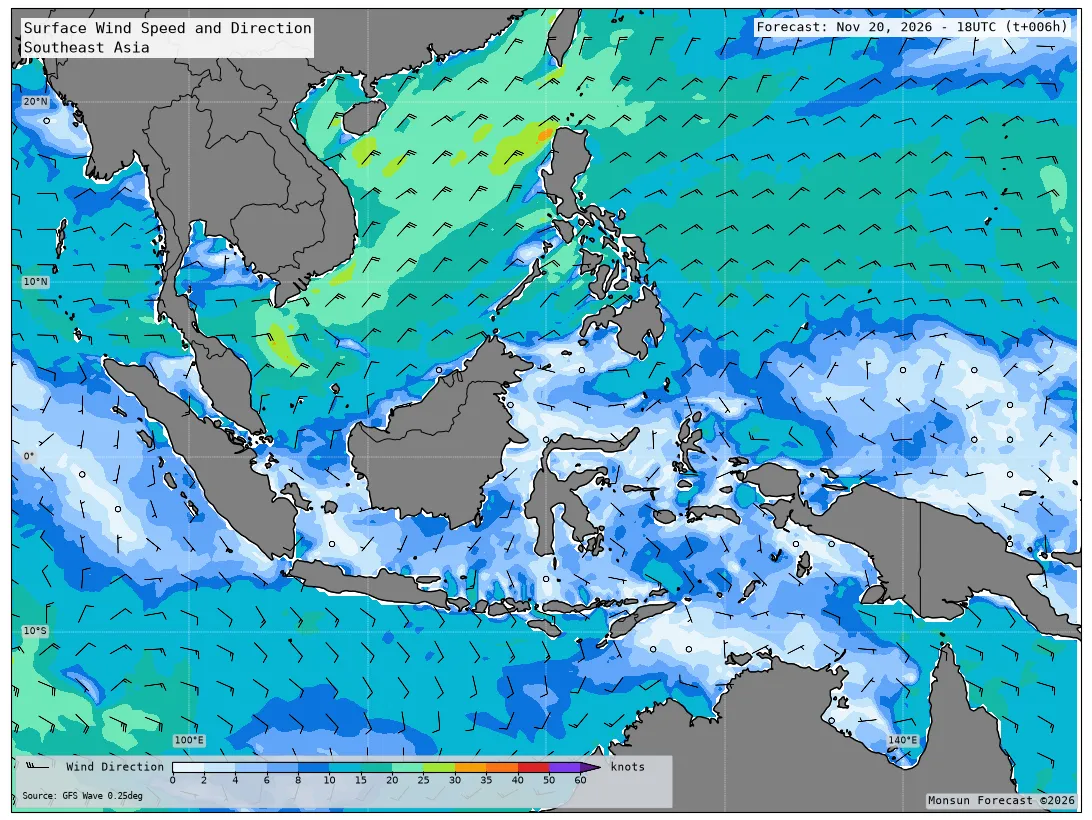 Surface Wind Speed and Direction
Southeast Asia
Forecast: Nov 20, 2026 - 18UTC (t+006h)
20°N
10°N
0°
10°S
100°E
140°E
Wind Direction
0 2 4 6 8 10 15 20 25 30 35 40 50 60
knots
Source: GFS Wave 0.25deg
Monsun Forecast ©2026